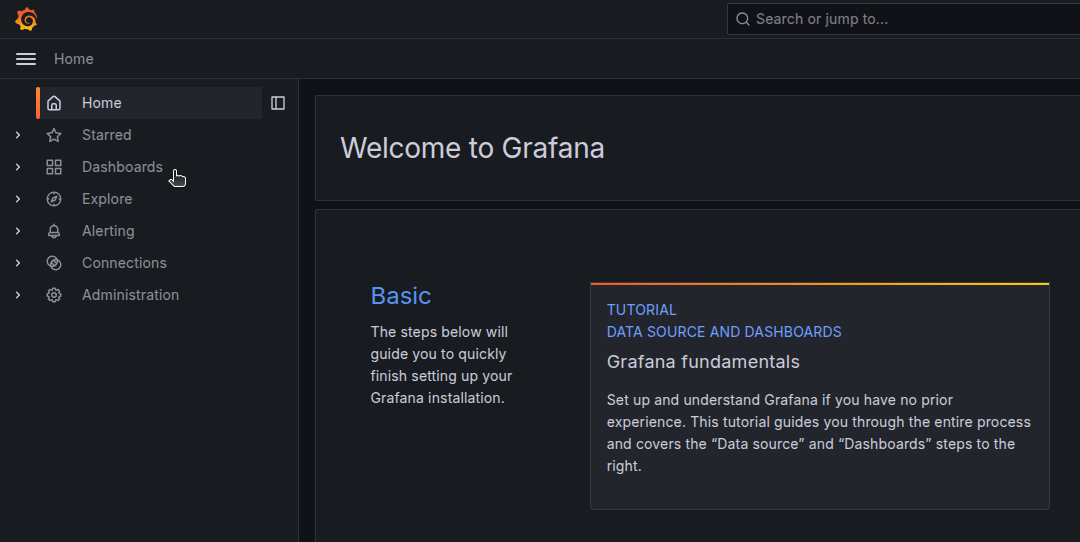 Search or jump to...
Home
Home
Starred
Dashboards
Explore
Alerting
Connections
Administration
Welcome to Grafana
Basic
The steps below will
guide you to quickly
finish setting up your
Grafana installation.
TUTORIAL
DATA SOURCE AND DASHBOARDS
Grafana fundamentals
Set up and understand Grafana if you have no prior
experience. This tutorial guides you through the entire process
and covers the “Data source” and “Dashboards” steps to the
right.